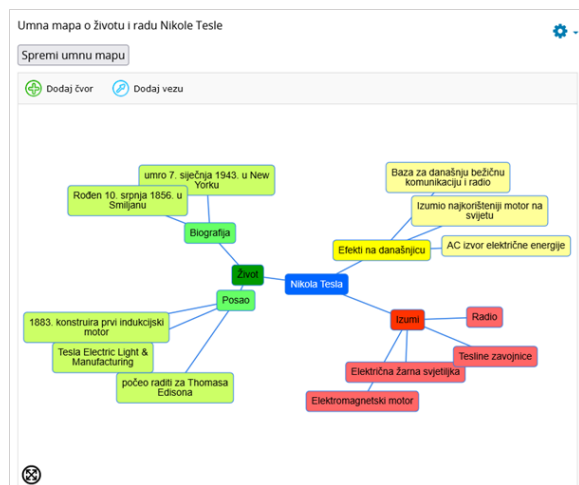 Umna mapa o životu i radu Nikole Tesle
Spremi umnu mapu
Dodaj čvor
Dodaj vezu
umro 7. siječnja 1943. u New
Yorku
Rođen 10. srpnja 1856. u
Smiljanu
Biografija
Baza za današnju bežičnu
komunikaciju i radio
Izumio najkorišteniji motor na
svijetu
Efekti na današnjicu
AC izvor električne energije
Život
Nikola Tesla
Posao
1883. konstruira prvi indukcijski
motor
Tesla Electric Light &
Manufacturing
počeo raditi za Thomasa
Edisona
Izumi
Radio
Tesline zavojnice
Električna žarna svjetiljka
Elektromagnetski motor